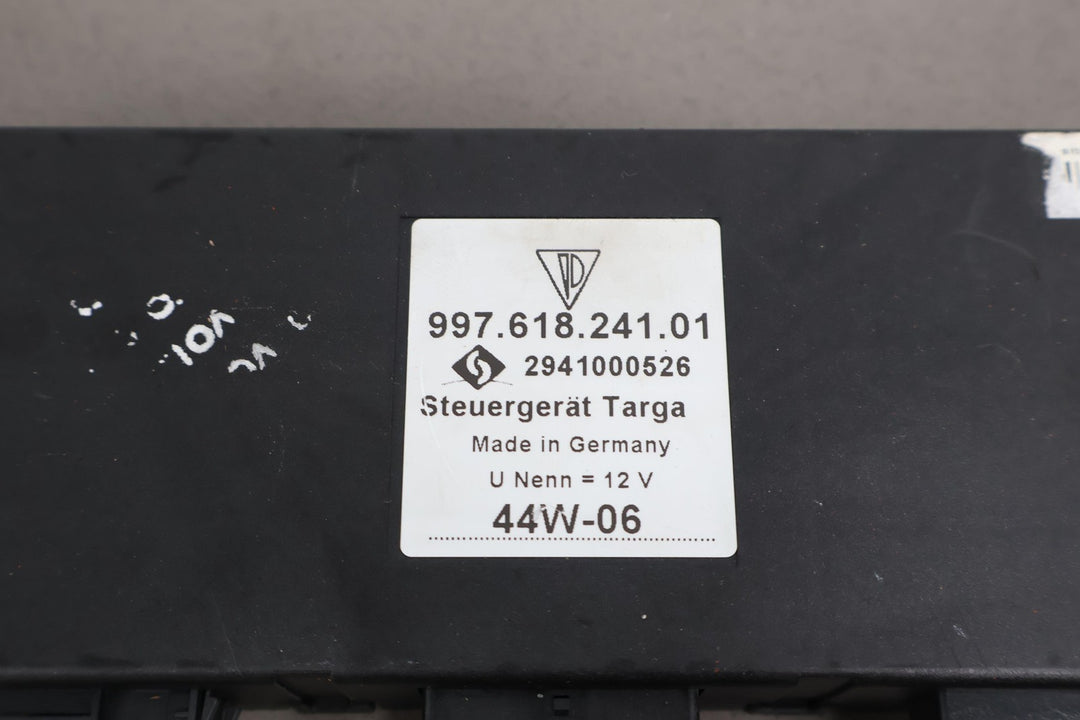 997.618.241.01
2941000526
Steuergerät Targa
Made in Germany
U Nenn = 12 V
44W-06